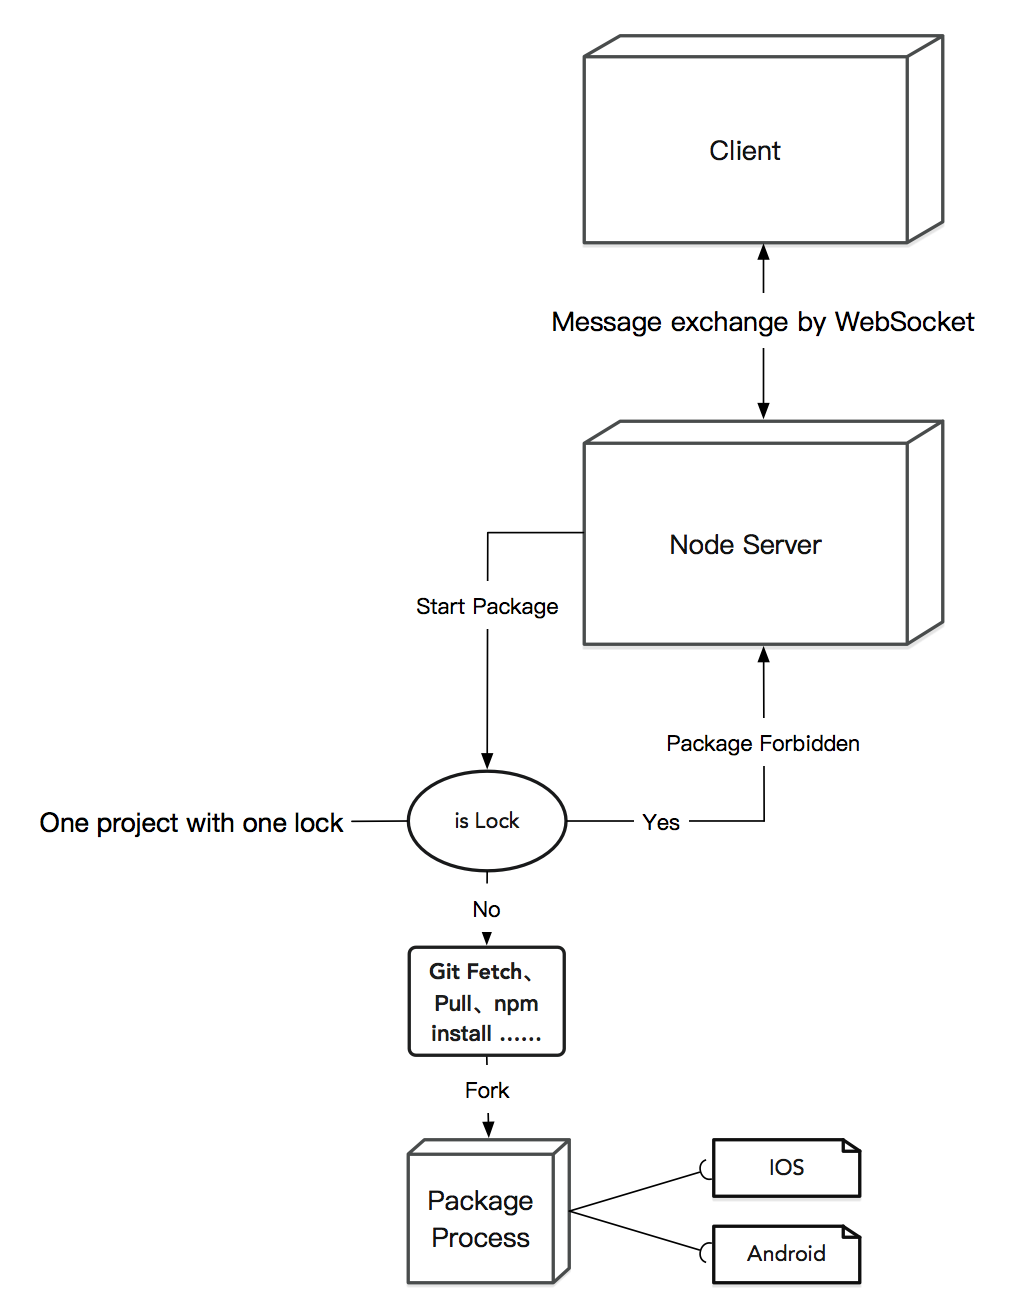 Client
Message exchange by WebSocket
Node Server
Start Package
Package Forbidden
One project with one lock
is Lock
Yes
No
Git Fetch、
Pull、npm
install ......
Fork
Package
Process
IOS
Android